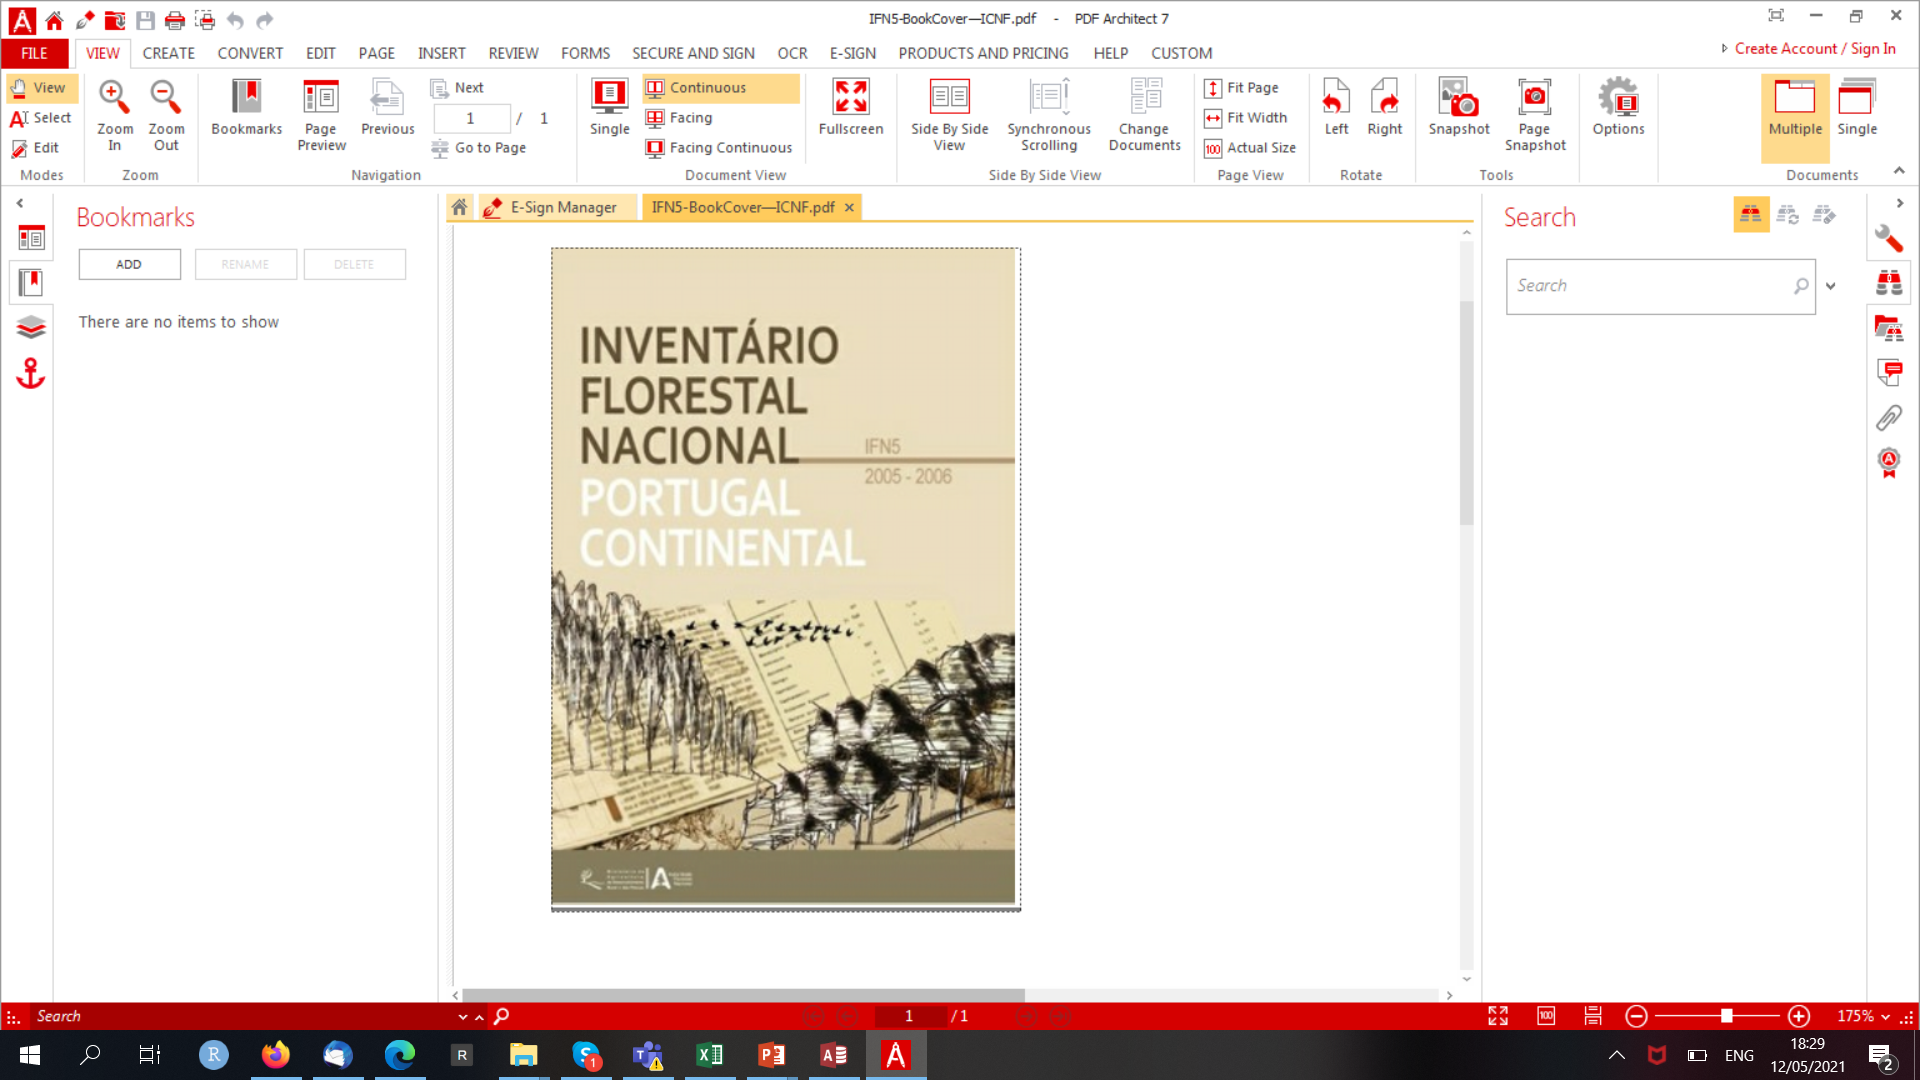 IFN5-BookCover—ICNF.pdf - PDF Architect 7
FILE VIEW CREATE CONVERT EDIT PAGE INSERT REVIEW FORMS SECURE AND SIGN OCR E-SIGN PRODUCTS AND PRICING HELP CUSTOM Create Account / Sign In
View
Select
Edit
Modes
Zoom In
Zoom Out
Zoom
Bookmarks
Page Preview
Previous
Next
1 / 1
Go to Page
Navigation
Single
Continuous
Facing
Facing Continuous
Document View
Fullscreen
Side By Side View
Synchronous Scrolling
Change Documents
Side By Side View
Fit Page
Fit Width
100 Actual Size
Page View
Left
Right
Rotate
Snapshot
Page Snapshot
Tools
Options
Multiple
Single
Documents
Bookmarks
ADD RENAME DELETE
There are no items to show
E-Sign Manager
IFN5-BookCover—ICNF.pdf
INVENTÁRIO
FLORESTAL
NACIONAL
IFN5
2005 - 2006
PORTUGAL
CONTINENTAL
Search
Search
Search
1 / 1
100
175%
R
R
1
ENG
18:29
12/05/2021
2